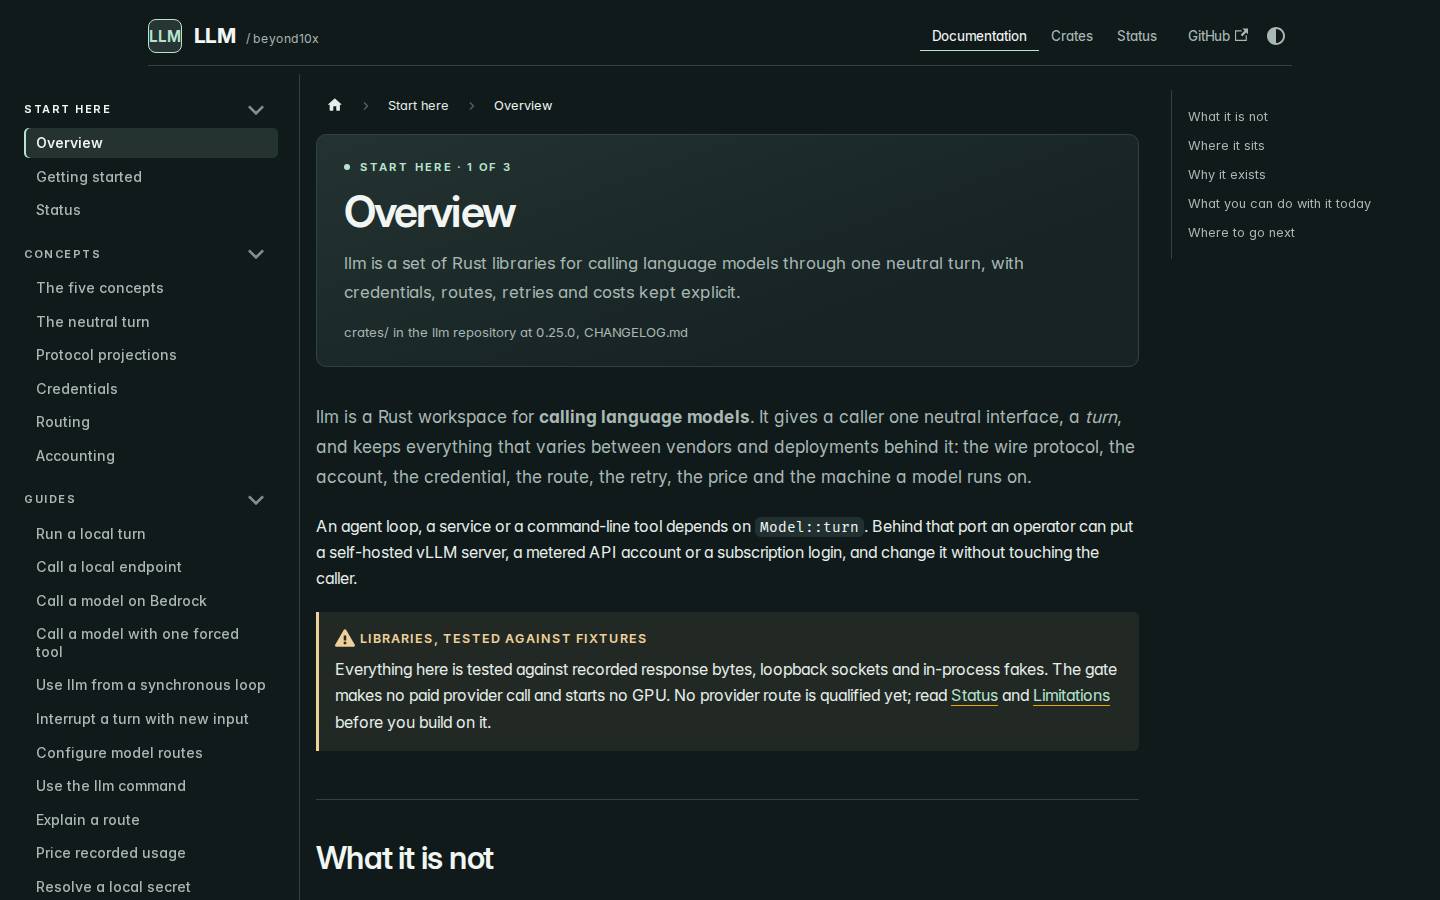 LLM LLM / beyond10x
Documentation Crates Status GitHub
START HERE
Overview
Getting started
Status
CONCEPTS
The five concepts
The neutral turn
Protocol projections
Credentials
Routing
Accounting
GUIDES
Run a local turn
Call a local endpoint
Call a model on Bedrock
Call a model with one forced
tool
Use llm from a synchronous loop
Interrupt a turn with new input
Configure model routes
Use the llm command
Explain a route
Price recorded usage
Resolve a local secret
Start here Overview
START HERE · 1 OF 3
Overview
llm is a set of Rust libraries for calling language models through one neutral turn, with
credentials, routes, retries and costs kept explicit.
crates/ in the llm repository at 0.25.0, CHANGELOG.md
llm is a Rust workspace for calling language models. It gives a caller one neutral interface, a turn,
and keeps everything that varies between vendors and deployments behind it: the wire protocol, the
account, the credential, the route, the retry, the price and the machine a model runs on.
An agent loop, a service or a command-line tool depends on Model::turn. Behind that port an operator can put
a self-hosted vLLM server, a metered API account or a subscription login, and change it without touching the
caller.
LIBRARIES, TESTED AGAINST FIXTURES
Everything here is tested against recorded response bytes, loopback sockets and in-process fakes. The gate
makes no paid provider call and starts no GPU. No provider route is qualified yet; read Status and Limitations
before you build on it.
What it is not
What it is not
Where it sits
Why it exists
What you can do with it today
Where to go next